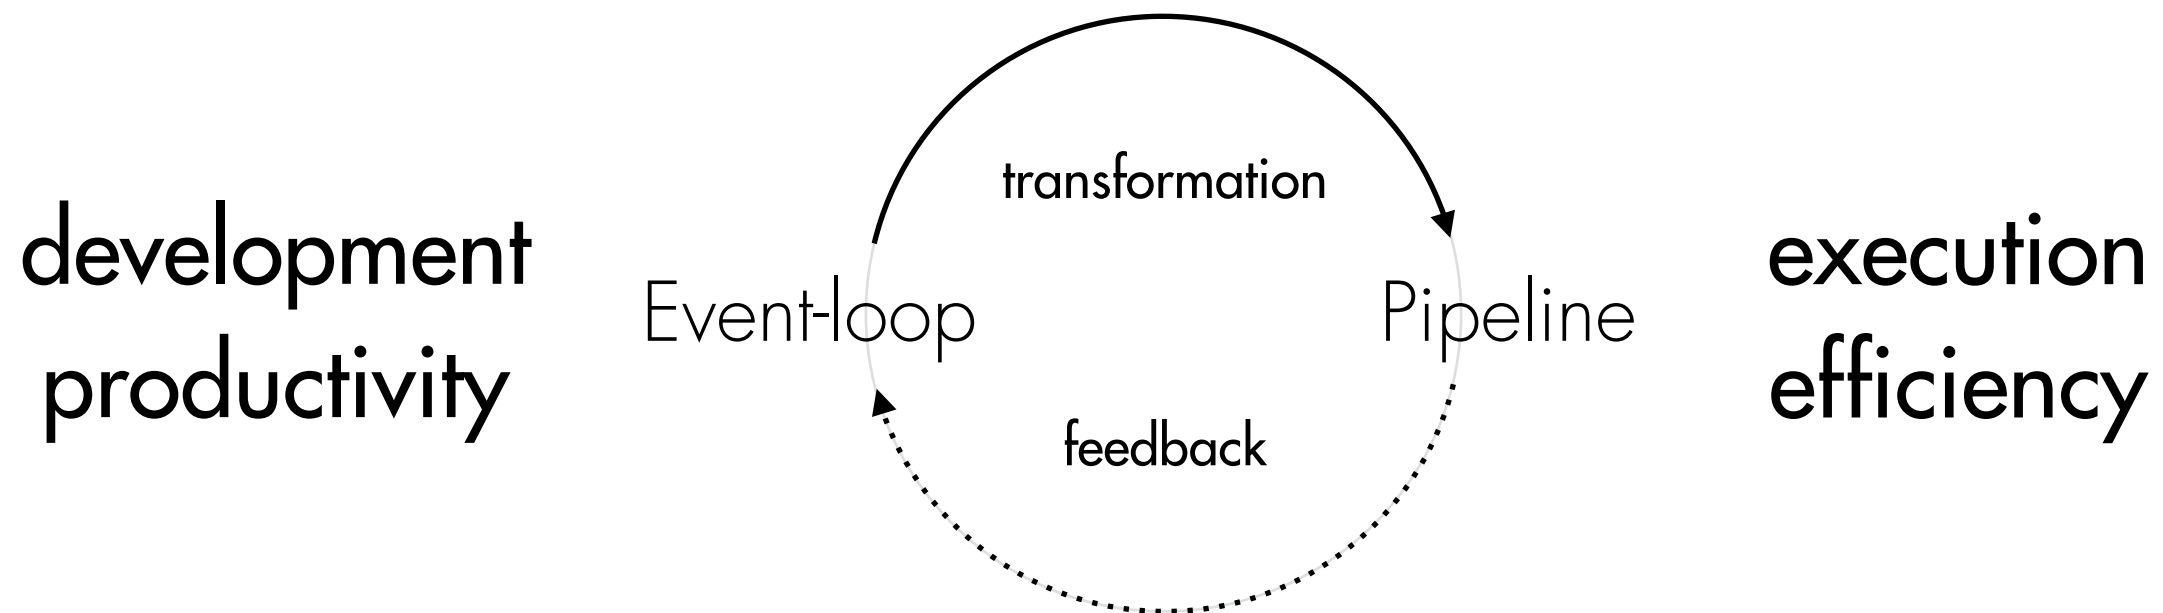 development
productivity
Event-loop
transformation
feedback
Pipeline
execution
efficiency